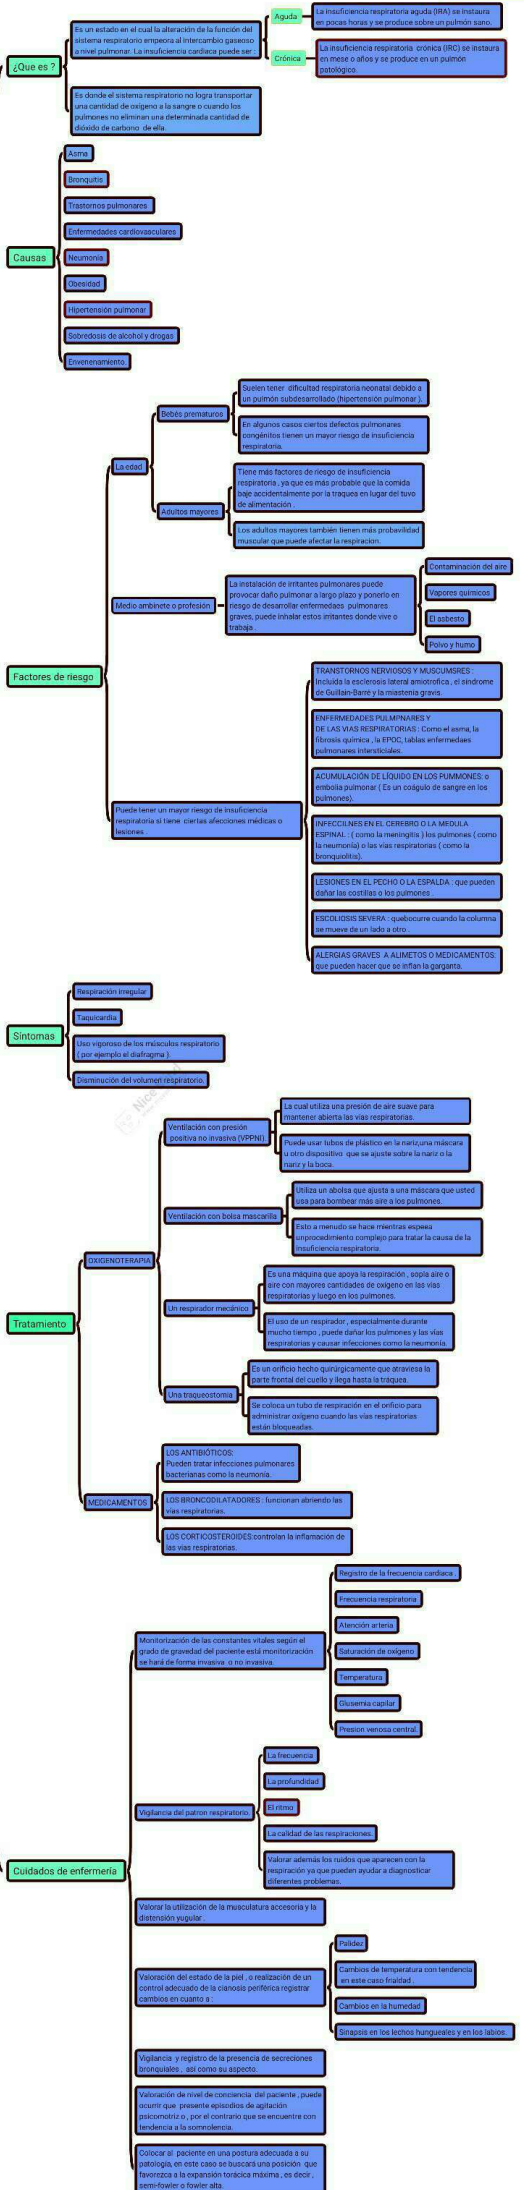 ¿Que es ?
Es un estado en el cual la alteración de la función del
sistema respiratorio empeora al intercambio gaseoso
a nivel pulmonar. La insuficiencia cardiaca puede ser :
Aguda
La insuficiencia respiratoria aguda (IRA) se instaura
en pocas horas y se produce sobre un pulmón sano.
Crónica
La insuficiencia respiratoria crónica (IRC) se instaura
en mese o años y se produce en un pulmón
patológico.
Es donde el sistema respiratorio no logra transportar
una cantidad de oxigeno a la sangre o cuando los
pulmones no eliminan una determinada cantidad de
dióxido de carbono de ella.
Causas
Asma
Bronquitis
Trastornos pulmonares
Enfermedades cardiovasculares
Neumonía
Obesidad
Hipertensión pulmonar
Sobredosis de alcohol y drogas
Envenenamiento.
Factores de riesgo
La edad
Bebés prematuros
Suelen tener dificultad respiratoria neonatal debido a
un pulmón subdesarrollado (hipertensión pulmonar ).
En algunos casos ciertos defectos pulmonares
congénitos tienen un mayor riesgo de insuficiencia
respiratoria.
Adultos mayores
Tiene más factores de riesgo de insuficiencia
respiratoria , ya que es más probable que la comida
baje accidentalmente por la traquea en lugar del tuvo
de alimentación .
Los adultos mayores también tienen más probavilidad
muscular que puede afectar la respiracion.
Medio ambinete o profesión
La instalación de irritantes pulmonares puede
provocar daño pulmonar a largo plazo y ponerlo en
riesgo de desarrollar enfermedaes pulmonares
graves, puede inhalar estos irritantes donde vive o
trabaja .
Contaminación del aire
Vapores químicos
El asbesto
Polvo y humo
Puede tener un mayor riesgo de insuficiencia
respiratoria si tiene ciertas afecciones médicas o
lesiones .
TRANSTORNOS NERVIOSOS Y MUSCUMSRES :
Incluida la esclerosis lateral amiotrofica , el síndrome
de Guillain-Barré y la miastenia gravis.
ENFERMEDADES PULMPNARES Y
DE LAS VIAS RESPIRATORIAS : Como el asma, la
fibrosis química , la EPOC, tablas enfermedaes
pulmonares intersticiales.
ACUMULACIÓN DE LÍQUIDO EN LOS PUMMONES: o
embolia pulmonar ( Es un coágulo de sangre en los
pulmones).
INFECCILNES EN EL CEREBRO O LA MEDULA
ESPINAL : ( como la meningitis ) los pulmones ( como
la neumonía) o las vias respiratorias ( como la
bronquiolitis).
LESIONES EN EL PECHO O LA ESPALDA : que pueden
dañar las costillas o los pulmones .
ESCOLIOSIS SEVERA : quebocurre cuando la columna
se mueve de un lado a otro .
ALERGIAS GRAVES A ALIMETOS O MEDICAMENTOS:
que pueden hacer que se inflan la garganta.
Síntomas
Respiración irregular
Taquicardia
Uso vigoroso de los músculos respiratorio
( por ejemplo el diafragma ).
Disminución del volumen respiratorio.
Tratamiento
OXIGENOTERAPIA
Ventilación con presión
positiva no invasiva (VPPNI).
La cual utiliza una presión de aire suave para
mantener abierta las vías respiratorias.
Puede usar tubos de plástico en la nariz,una máscara
u otro dispositivo que se ajuste sobre la nariz o la
nariz y la boca.
Ventilación con bolsa mascarilla
Utiliza un abolsa que ajusta a una máscara que usted
usa para bombear más aire a los pulmones.
Esto a menudo se hace mientras espeea
unprocedimiento complejo para tratar la causa de la
insuficiencia respiratoria.
Un respirador mecánico
Es una máquina que apoya la respiración , sopla aire o
aire con mayores cantidades de oxígeno en las vías
respiratorias y luego en los pulmones.
El uso de un respirador , especialmente durante
mucho tiempo , puede dañar los pulmones y las vías
respiratorias y causar infecciones como la neumonía.
Una traqueostomía
Es un orificio hecho quirúrgicamente que atraviesa la
parte frontal del cuello y llega hasta la tráquea.
Se coloca un tubo de respiración en el orificio para
administrar oxígeno cuando las vías respiratorias
están bloqueadas.
MEDICAMENTOS
LOS ANTIBIÓTICOS:
Pueden tratar infecciones pulmonares
bacterianas como la neumonía.
LOS BRONCODILATADORES : funcionan abriendo las
vías respiratorias.
LOS CORTICOSTEROIDES:controlan la inflamación de
las vías respiratorias.
Cuidados de enfermería
Monitorización de las constantes vitales según el
grado de gravedad del paciente está monitorización
se hará de forma invasiva o no invasiva.
Registro de la frecuencia cardíaca .
Frecuencia respiratoria
Atención arteria
Saturación de oxígeno
Temperatura
Glusemia capilar
Presion venosa central.
Vigilancia del patron respiratorio.
La frecuencia
La profundidad
El ritmo
La calidad de las respiraciones.
Valorar además los ruidos que aparecen con la
respiración ya que pueden ayudar a diagnosticar
diferentes problemas.
Valorar la utilización de la musculatura accesoria y la
distensión yugular .
Valoración del estado de la piel , o realización de un
control adecuado de la cianosis periférica registrar
cambios en cuanto a :
Palidez
Cambios de temperatura con tendencia
en este caso frialdad .
Cambios en la humedad
Sinapsis en los lechos hungueales y en los labios.
Vigilancia y registro de la presencia de secreciones
bronquiales , así como su aspecto.
Valoración de nivel de conciencia del paciente , puede
ocurrir que presente episodios de agitación
psicomotriz o , por el contrario que se encuentre con
tendencia a la somnolencia.
Colocar al paciente en una postura adecuada a su
patología, en este caso se buscará una posición que
favorezca a la expansión torácica máxima , es decir ,
semi-fowler o fowler alta.